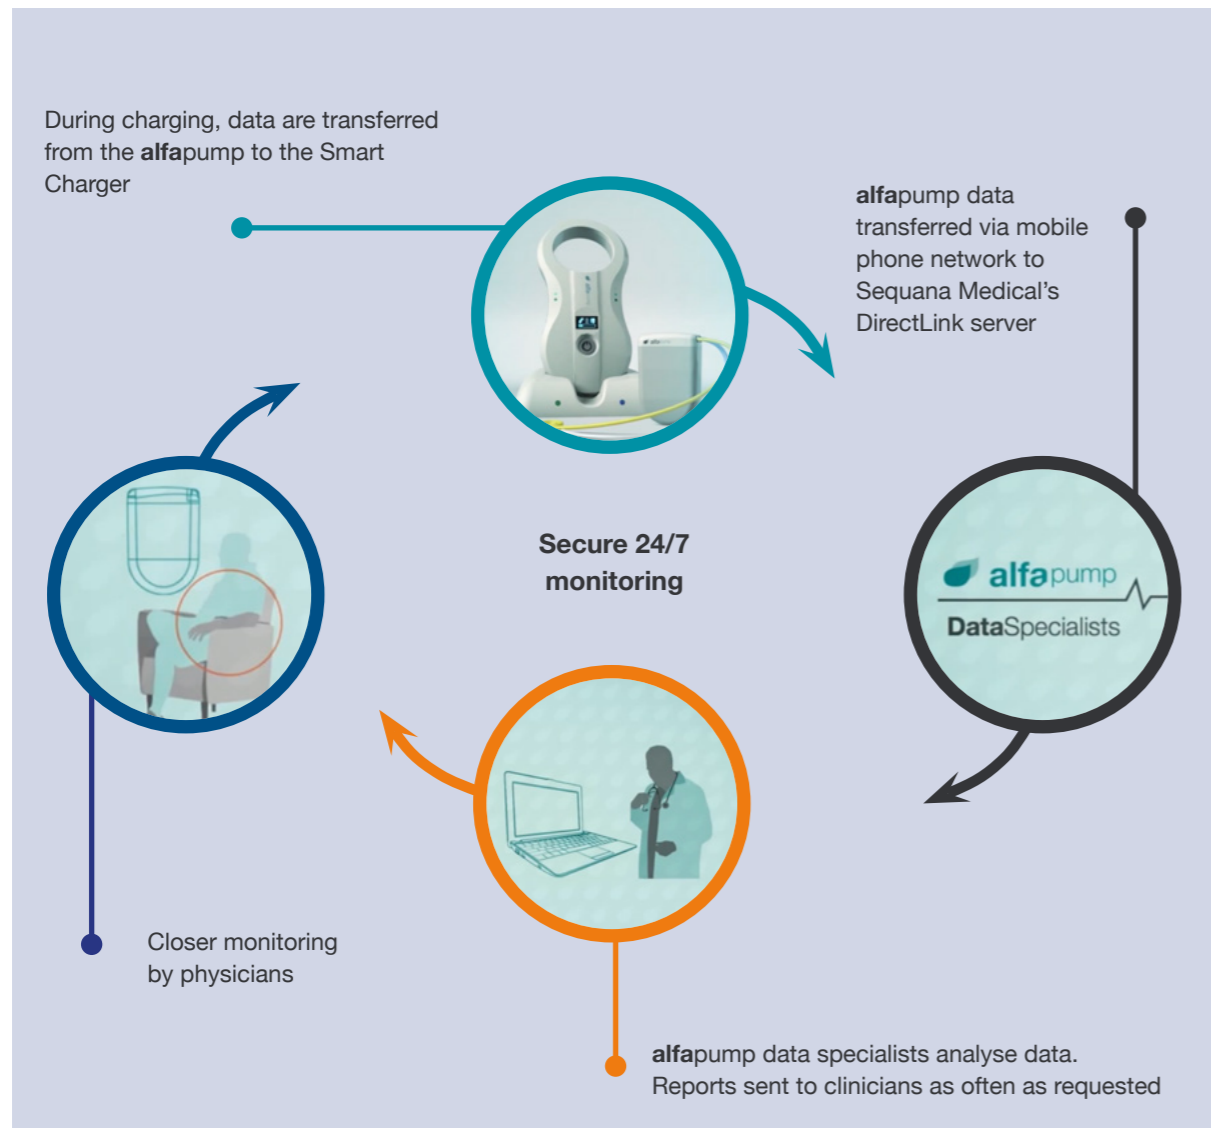 During charging, data are transferred
from the alfapump to the Smart
Charger
alfapump data
transferred via mobile
phone network to
Sequana Medical's
DirectLink server
alfa
Secure 24/7
monitoring
alfapump
DataSpecialists
Closer monitoring
by physicians
alfapump data specialists analyse data.
Reports sent to clinicians as often as requested